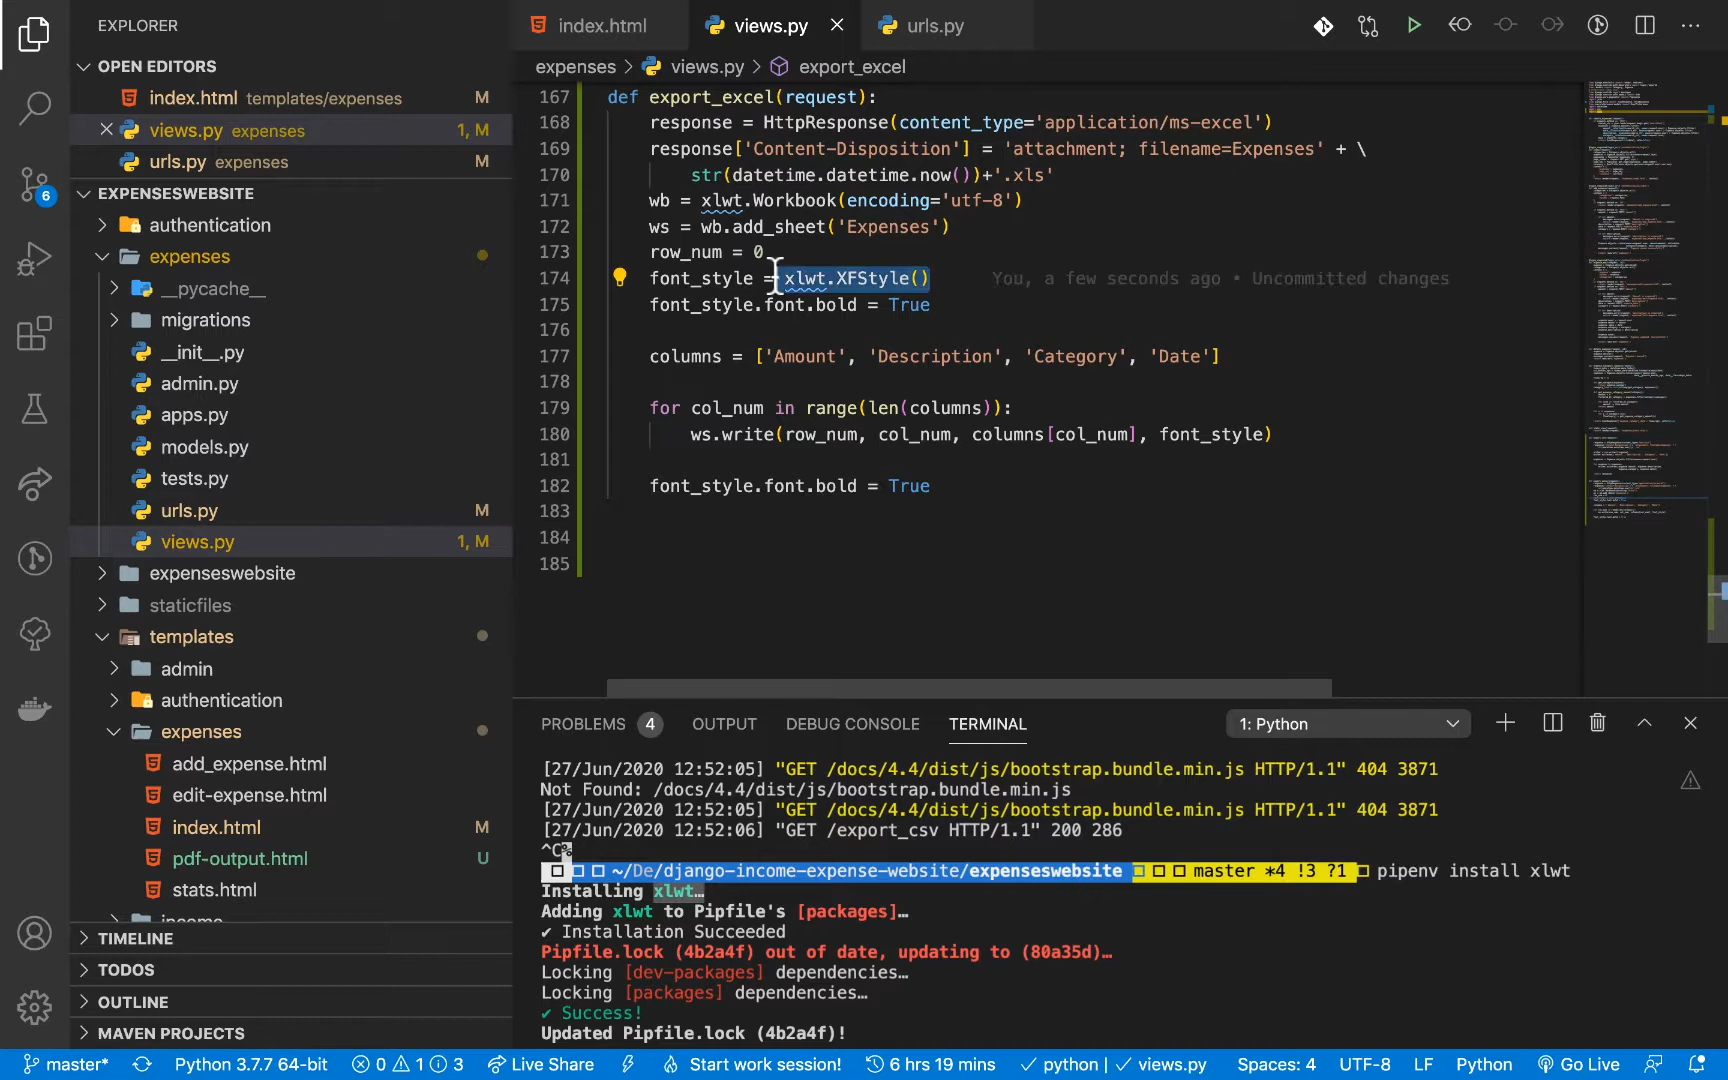 EXPLORER
OPEN EDITORS
index.html templates/expenses M
views.py expenses 1, M
urls.py expenses M
EXPENSESWEBSITE
authentication
expenses
__pycache__
migrations
__init__.py
admin.py
apps.py
models.py
tests.py
urls.py M
views.py 1, M
expenseswebsite
staticfiles
templates
admin
authentication
expenses
add_expense.html
edit-expense.html
index.html M
pdf-output.html U
stats.html
income
TIMELINE
TODOS
OUTLINE
MAVEN PROJECTS
6
index.html views.py urls.py
expenses > views.py > export_excel
167 def export_excel(request):
168 response = HttpResponse(content_type='application/ms-excel')
169 response['Content-Disposition'] = 'attachment; filename=Expenses' + \
170 str(datetime.datetime.now())+'.xls'
171 wb = xlwt.Workbook(encoding='utf-8')
172 ws = wb.add_sheet('Expenses')
173 row_num = 0
174 font_style = xlwt.XFStyle() You, a few seconds ago • Uncommitted changes
175 font_style.font.bold = True
176
177 columns = ['Amount', 'Description', 'Category', 'Date']
178
179 for col_num in range(len(columns)):
180 ws.write(row_num, col_num, columns[col_num], font_style)
181
182 font_style.font.bold = True
183
184
185
PROBLEMS 4 OUTPUT DEBUG CONSOLE TERMINAL 1: Python
[27/Jun/2020 12:52:05] "GET /docs/4.4/dist/js/bootstrap.bundle.min.js HTTP/1.1" 404 3871
Not Found: /docs/4.4/dist/js/bootstrap.bundle.min.js
[27/Jun/2020 12:52:05] "GET /docs/4.4/dist/js/bootstrap.bundle.min.js HTTP/1.1" 404 3871
[27/Jun/2020 12:52:06] "GET /export_csv HTTP/1.1" 200 286
^C%
~/De/django-income-expense-website/expenseswebsite master *4 !3 ?1 pipenv install xlwt
Installing xlwt…
Adding xlwt to Pipfile's [packages]…
✔ Installation Succeeded
Pipfile.lock (4b2a4f) out of date, updating to (80a35d)…
Locking [dev-packages] dependencies…
Locking [packages] dependencies…
✔ Success!
Updated Pipfile.lock (4b2a4f)!
master* Python 3.7.7 64-bit 0 1 3 Live Share Start work session! 6 hrs 19 mins ✓ python | ✓ views.py Spaces: 4 UTF-8 LF Python Go Live